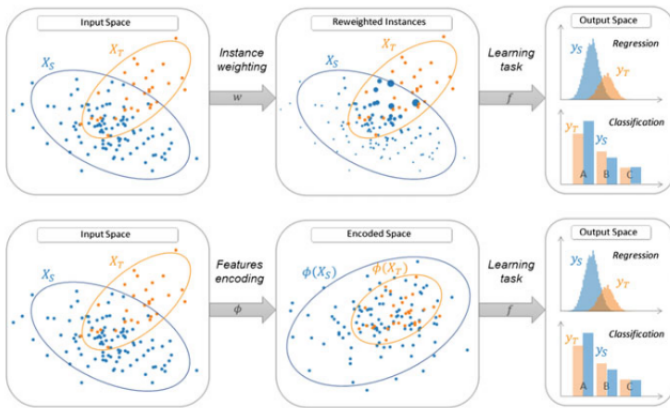 Input Space
X_S
X_T
Instance
weighting
w
Reweighted Instances
X_S
X_T
Learning
task
f
Output Space
Regression
y_S
y_T
Classification
y_T
y_S
A
B
C
Input Space
X_S
X_T
Features
encoding
ϕ
Encoded Space
ϕ(X_S)
ϕ(X_T)
Learning
task
f
Output Space
Regression
y_S
y_T
Classification
y_T
y_S
A
B
C